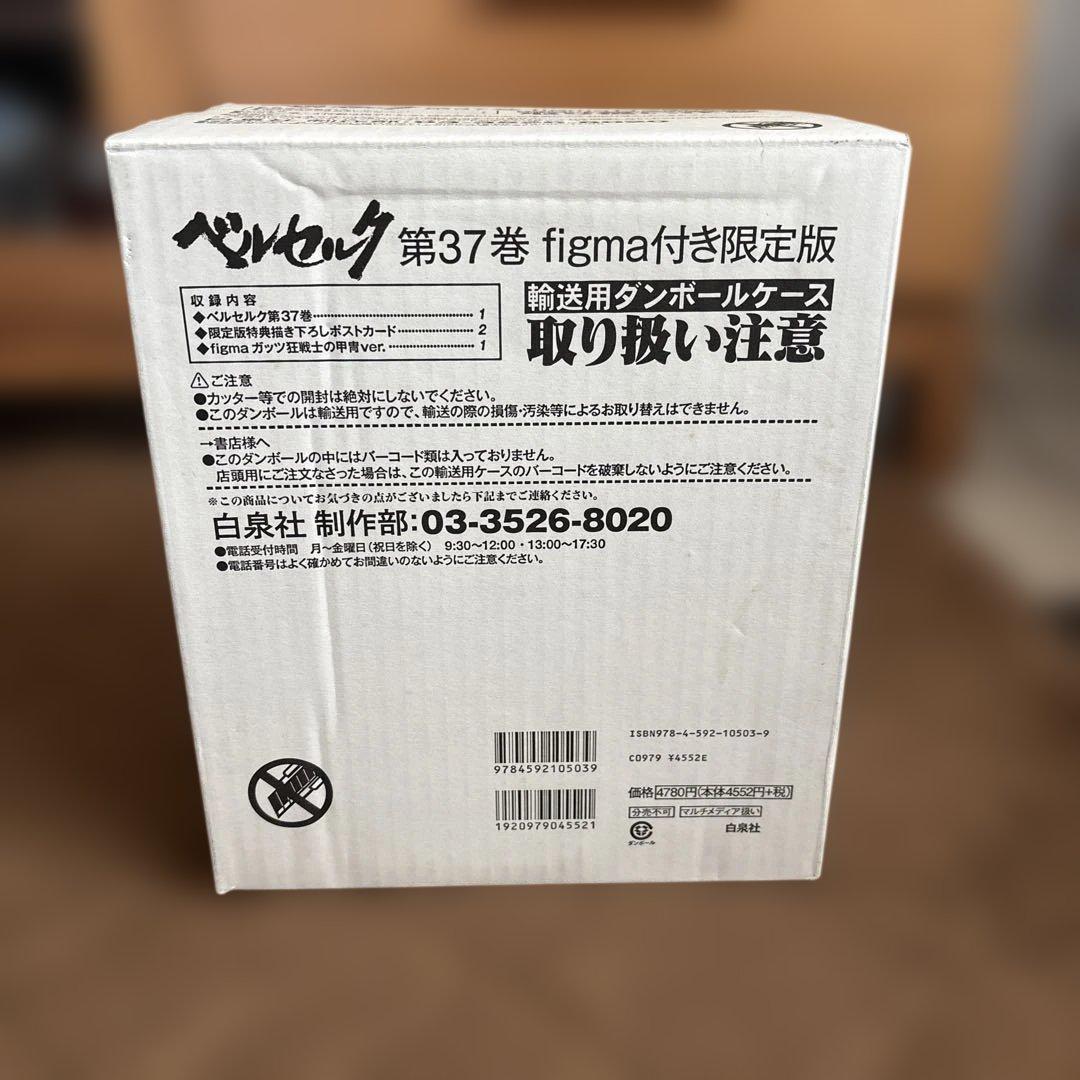 ベルセルク 第37巻 figma付き限定版
輸送用ダンボールケース
取り扱い注意
収録内容
◆ベルセルク第37巻 1
◆限定版特典描き下ろしポストカード 2
◆figmaガッツ狂戦士の甲冑ver. 1
⚠ご注意
●カッター等での開封は絶対にしないでください。
●このダンボールは輸送用ですので、輸送の際の損傷・汚染等によるお取り替えはできません。
→書店様へ
●このダンボールの中にはバーコード類は入っておりません。
店頭用にご注文なさった場合は、この輸送用ケースのバーコードを破棄しないようにご注意ください。
※この商品についてお気づきの点がございましたら下記までご連絡ください。
白泉社 制作部:03-3526-8020
●電話受付時間 月〜金曜日(祝日を除く) 9:30〜12:00・13:00〜17:30
●電話番号はよく確かめてお間違いのないようにご注意ください。
9784592105039
1920979045521
ISBN978-4-592-10503-9
C0979 ¥4552E
価格 4780円(本体4552円+税)
分売不可 マルチメディア扱い
ダンボール
白泉社